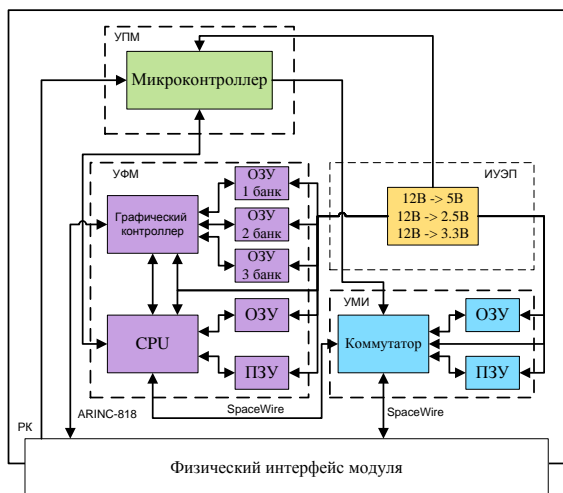 УПМ
Микроконтроллер
УФМ
ОЗУ
1 банк
Графический
контроллер
ОЗУ
2 банк
ОЗУ
3 банк
CPU
ОЗУ
ПЗУ
ИУЭП
12В -> 5В
12В -> 2.5В
12В -> 3.3В
УМИ
Коммутатор
ОЗУ
ПЗУ
РК
ARINC-818
SpaceWire
SpaceWire
Физический интерфейс модуля